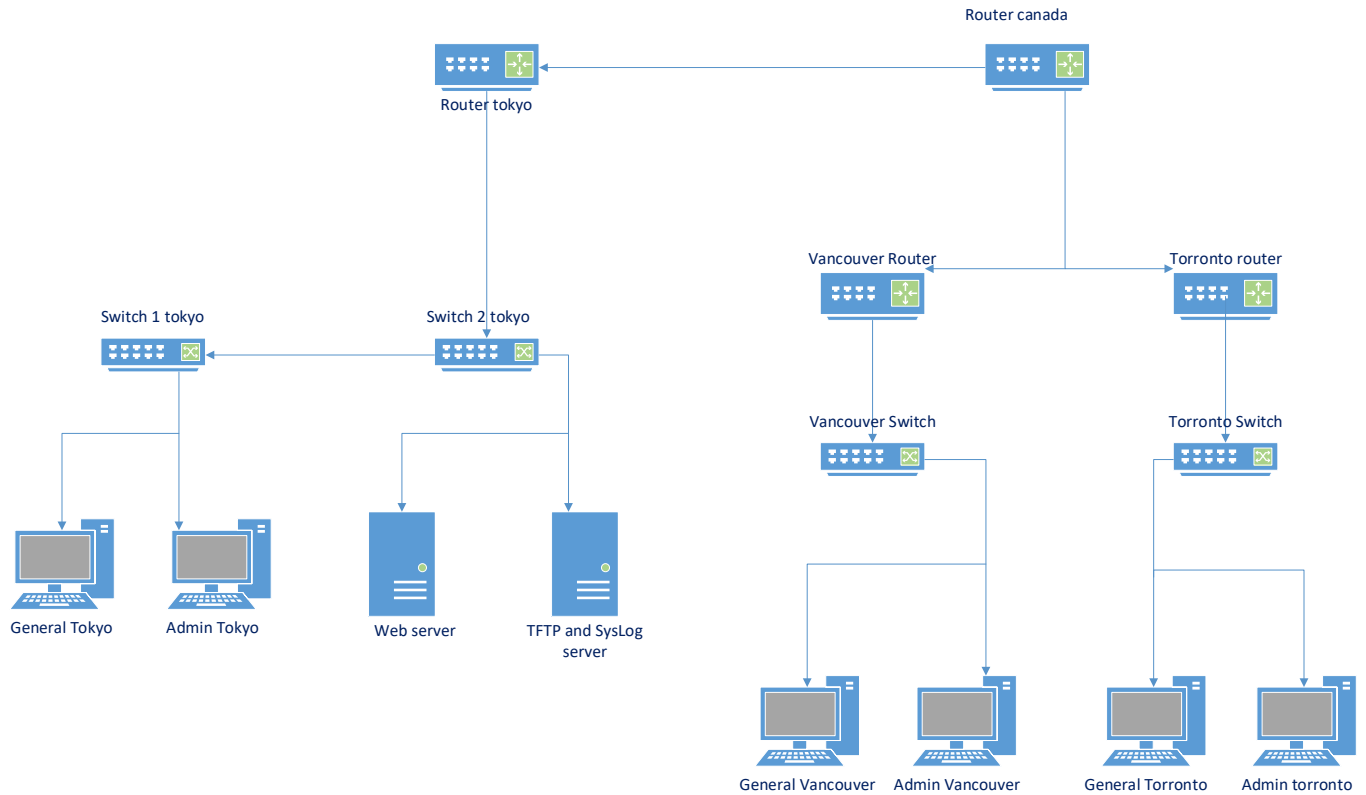 Router canada
Router tokyo
Vancouver Router
Torronto router
Switch 1 tokyo
Switch 2 tokyo
Vancouver Switch
Torronto Switch
General Tokyo
Admin Tokyo
Web server
TFTP and SysLog
server
General Vancouver
Admin Vancouver
General Torronto
Admin torronto